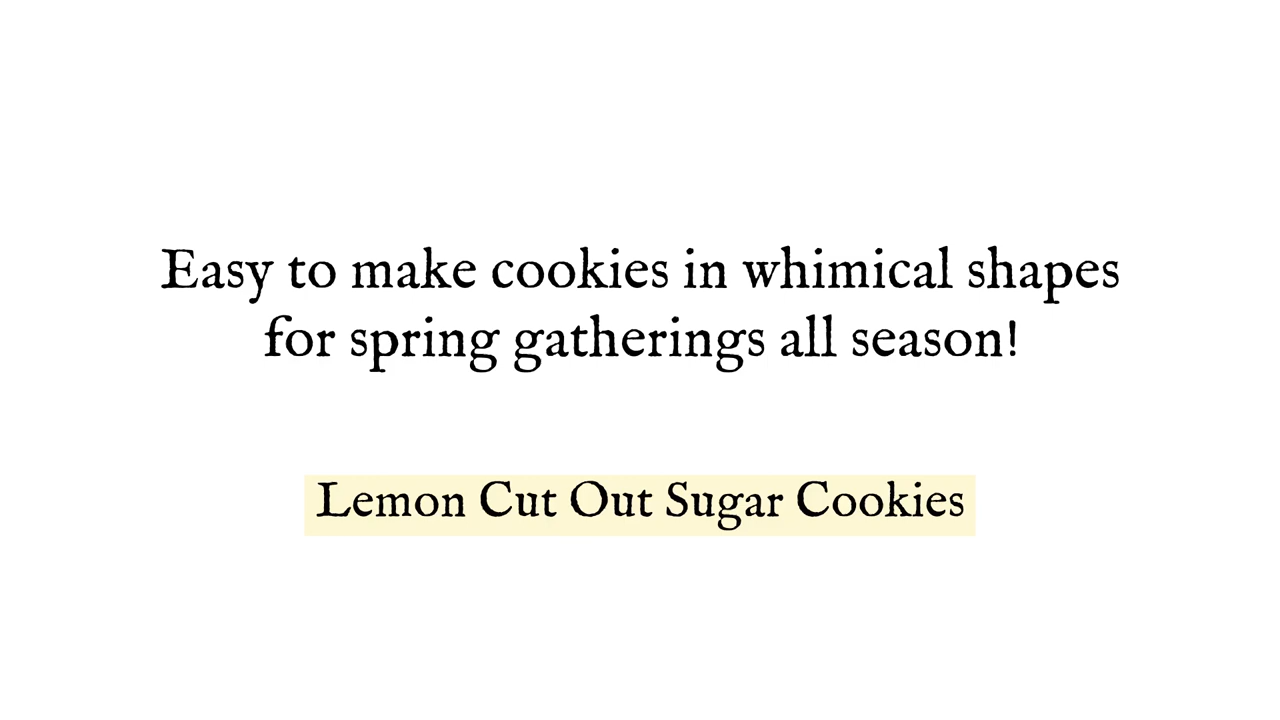 Easy to make cookies in whimical shapes
for spring gatherings all season!
Lemon Cut Out Sugar Cookies